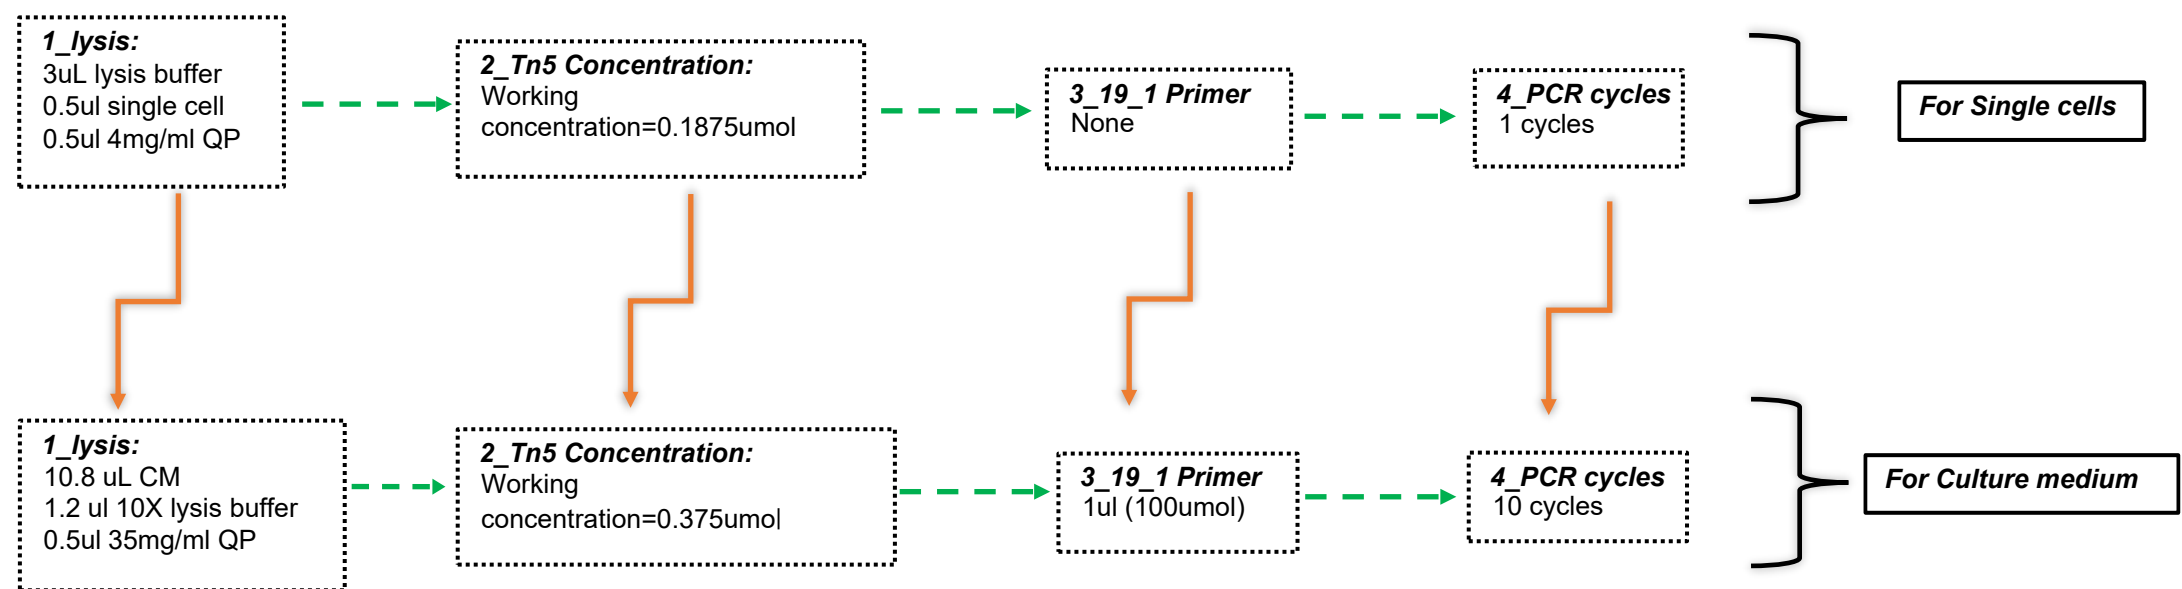 1_lysis:
3uL lysis buffer
0.5ul single cell
0.5ul 4mg/ml QP
2_Tn5 Concentration:
Working
concentration=0.1875umol
3_19_1 Primer
None
4_PCR cycles
1 cycles
For Single cells
1_lysis:
10.8 uL CM
1.2 ul 10X lysis buffer
0.5ul 35mg/ml QP
2_Tn5 Concentration:
Working
concentration=0.375umol
3_19_1 Primer
1ul (100umol)
4_PCR cycles
10 cycles
For Culture medium